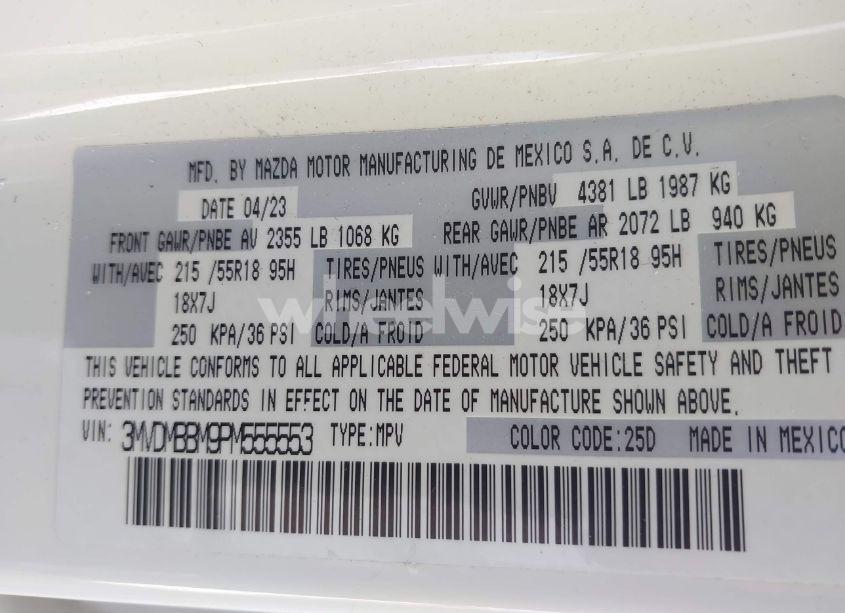 MFD. BY MAZDA MOTOR MANUFACTURING DE MEXICO S.A. DE C.V.
DATE 04/23 GVWR/PNBV 4381 LB 1987 KG
FRONT GAWR/PNBE AV 2355 LB 1068 KG REAR GAWR/PNBE AR 2072 LB 940 KG
WITH/AVEC 215 /55R18 95H TIRES/PNEUS WITH/AVEC 215 /55R18 95H TIRES/PNEUS
18X7J RIMS/JANTES 18X7J RIMS/JANTES
wheelwise
250 KPA/36 PSI COLD/A FROID 250 KPA/36 PSI COLD/A FROID
THIS VEHICLE CONFORMS TO ALL APPLICABLE FEDERAL MOTOR VEHICLE SAFETY AND THEFT
PREVENTION STANDARDS IN EFFECT ON THE DATE OF MANUFACTURE SHOWN ABOVE.
VIN: 3MVDMBBM9PM555553 TYPE:MPV COLOR CODE:25D MADE IN MEXICO